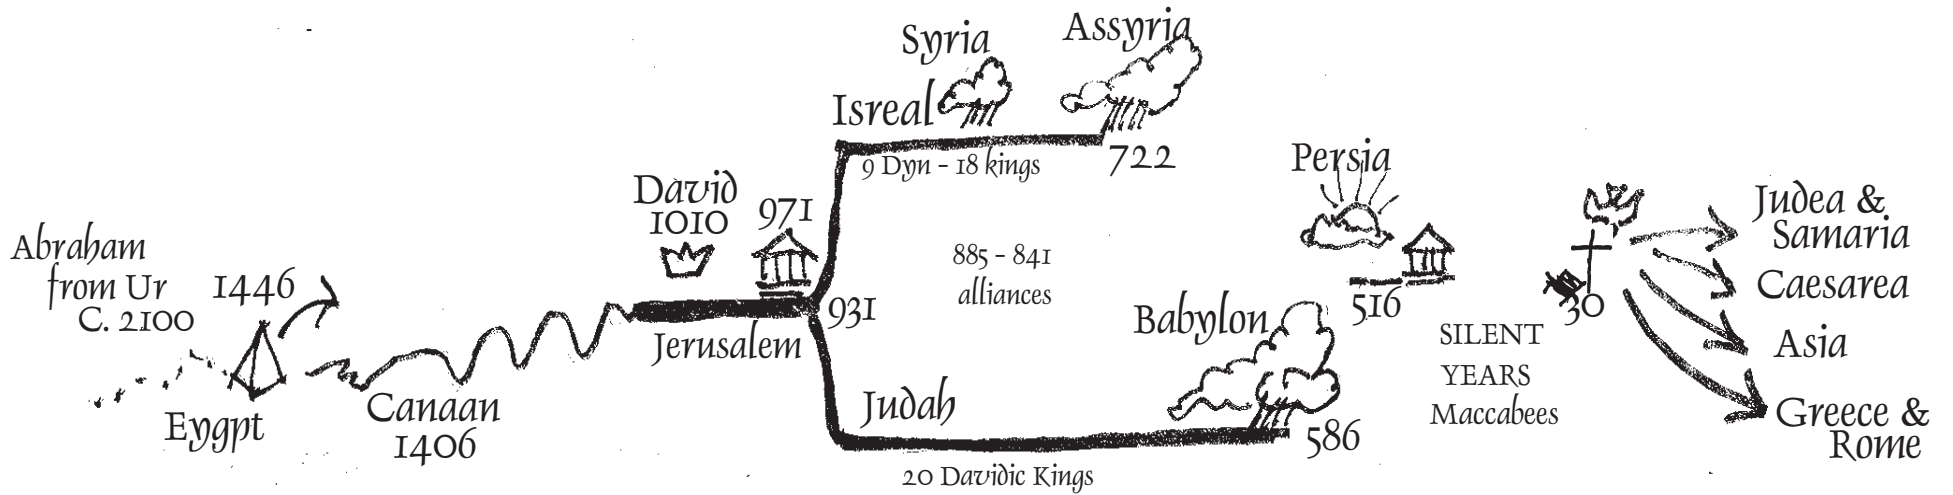 Abraham
from Ur
C. 2100
1446
Eygpt
Canaan
1406
David
1010
971
Jerusalem
931
Isreal
Syria
Assyria
9 Dyn - 18 kings
722
885 - 841
alliances
Judah
20 Davidic Kings
Babylon
586
Persia
516
SILENT
YEARS
Maccabees
30
Judea &
Samaria
Caesarea
Asia
Greece &
Rome